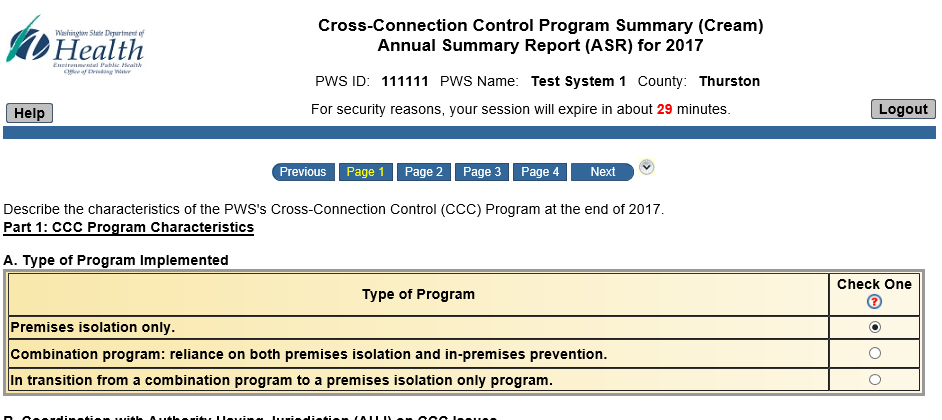 Washington State Department of
Health
Environmental Public Health
Office of Drinking Water
Cross-Connection Control Program Summary (Cream)
Annual Summary Report (ASR) for 2017
PWS ID: 111111 PWS Name: Test System 1 County: Thurston
Help
For security reasons, your session will expire in about 29 minutes.
Logout
Previous Page 1 Page 2 Page 3 Page 4 Next
Describe the characteristics of the PWS's Cross-Connection Control (CCC) Program at the end of 2017.
Part 1: CCC Program Characteristics
A. Type of Program Implemented
Type of Program
Check One
?
Premises isolation only.
Combination program: reliance on both premises isolation and in-premises prevention.
In transition from a combination program to a premises isolation only program.
B. Coordination with Authority Having Jurisdiction (AHJ) on CCC Issues